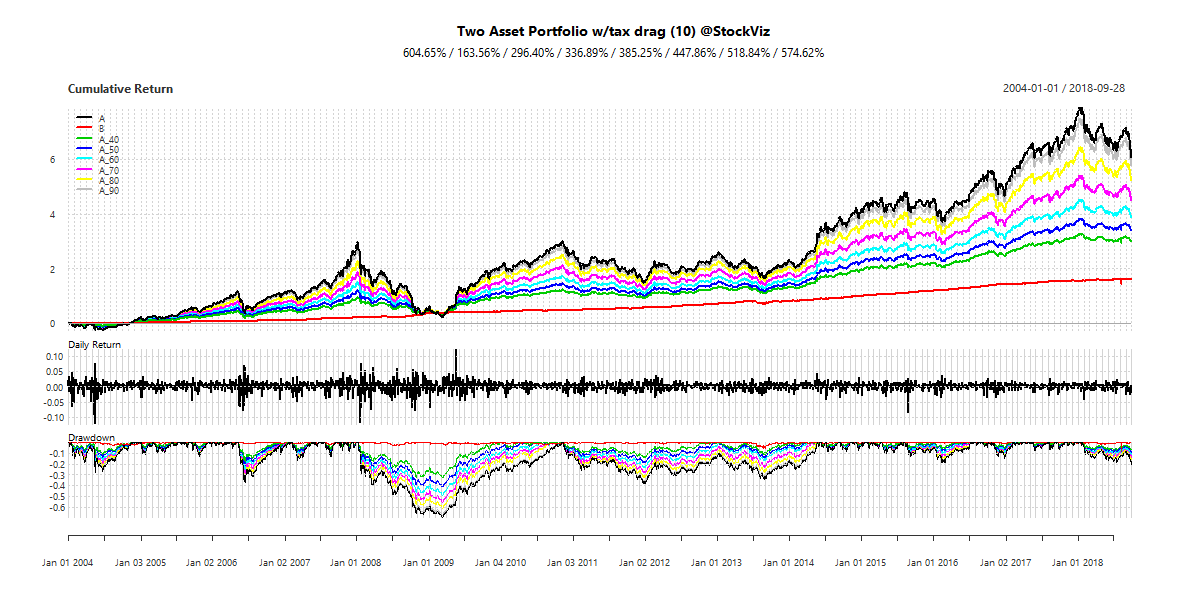 Two Asset Portfolio w/tax drag (10) @StockViz
604.65% / 163.56% / 296.40% / 336.89% / 385.25% / 447.86% / 518.84% / 574.62%
Cumulative Return
2004-01-01 / 2018-09-28
A
B
A_40
A_50
A_60
A_70
A_80
A_90
6
4
2
0
Daily Return
0.10
0.05
0.00
-0.05
-0.10
Drawdown
-0.1
-0.2
-0.3
-0.4
-0.5
-0.6
Jan 01 2004 Jan 03 2005 Jan 02 2006 Jan 02 2007 Jan 01 2008 Jan 01 2009 Jan 04 2010 Jan 03 2011 Jan 02 2012 Jan 01 2013 Jan 01 2014 Jan 01 2015 Jan 01 2016 Jan 02 2017 Jan 01 2018